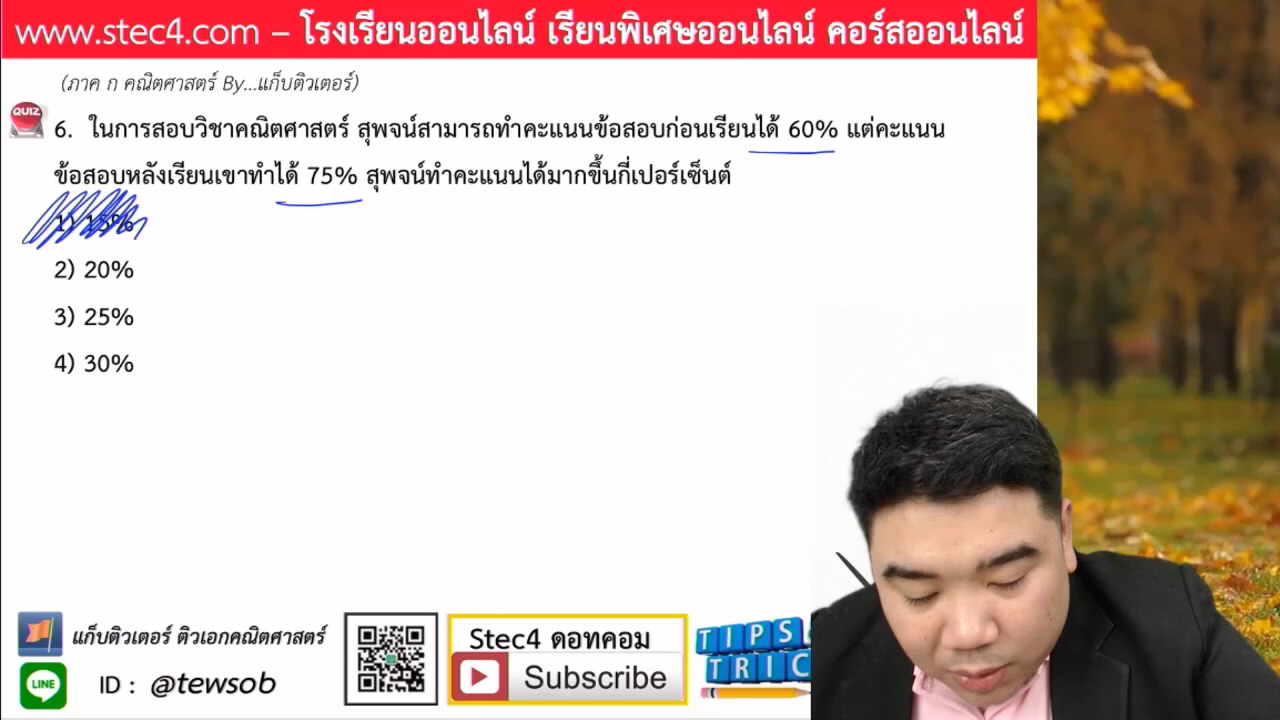 www.stec4.com – โรงเรียนออนไลน์ เรียนพิเศษออนไลน์ คอร์สออนไลน์
(ภาค ก คณิตศาสตร์ By...แก็บติวเตอร์)
QUIZ
6. ในการสอบวิชาคณิตศาสตร์ สุพจน์สามารถทำคะแนนข้อสอบก่อนเรียนได้ 60% แต่คะแนน
ข้อสอบหลังเรียนเขาทำได้ 75% สุพจน์ทำคะแนนได้มากขึ้นกี่เปอร์เซ็นต์
1) 15%
2) 20%
3) 25%
4) 30%
แก็บติวเตอร์ ติวเอกคณิตศาสตร์
LINE
ID : @tewsob
Stec4 ดอทคอม
Subscribe
TIPS
TRIC